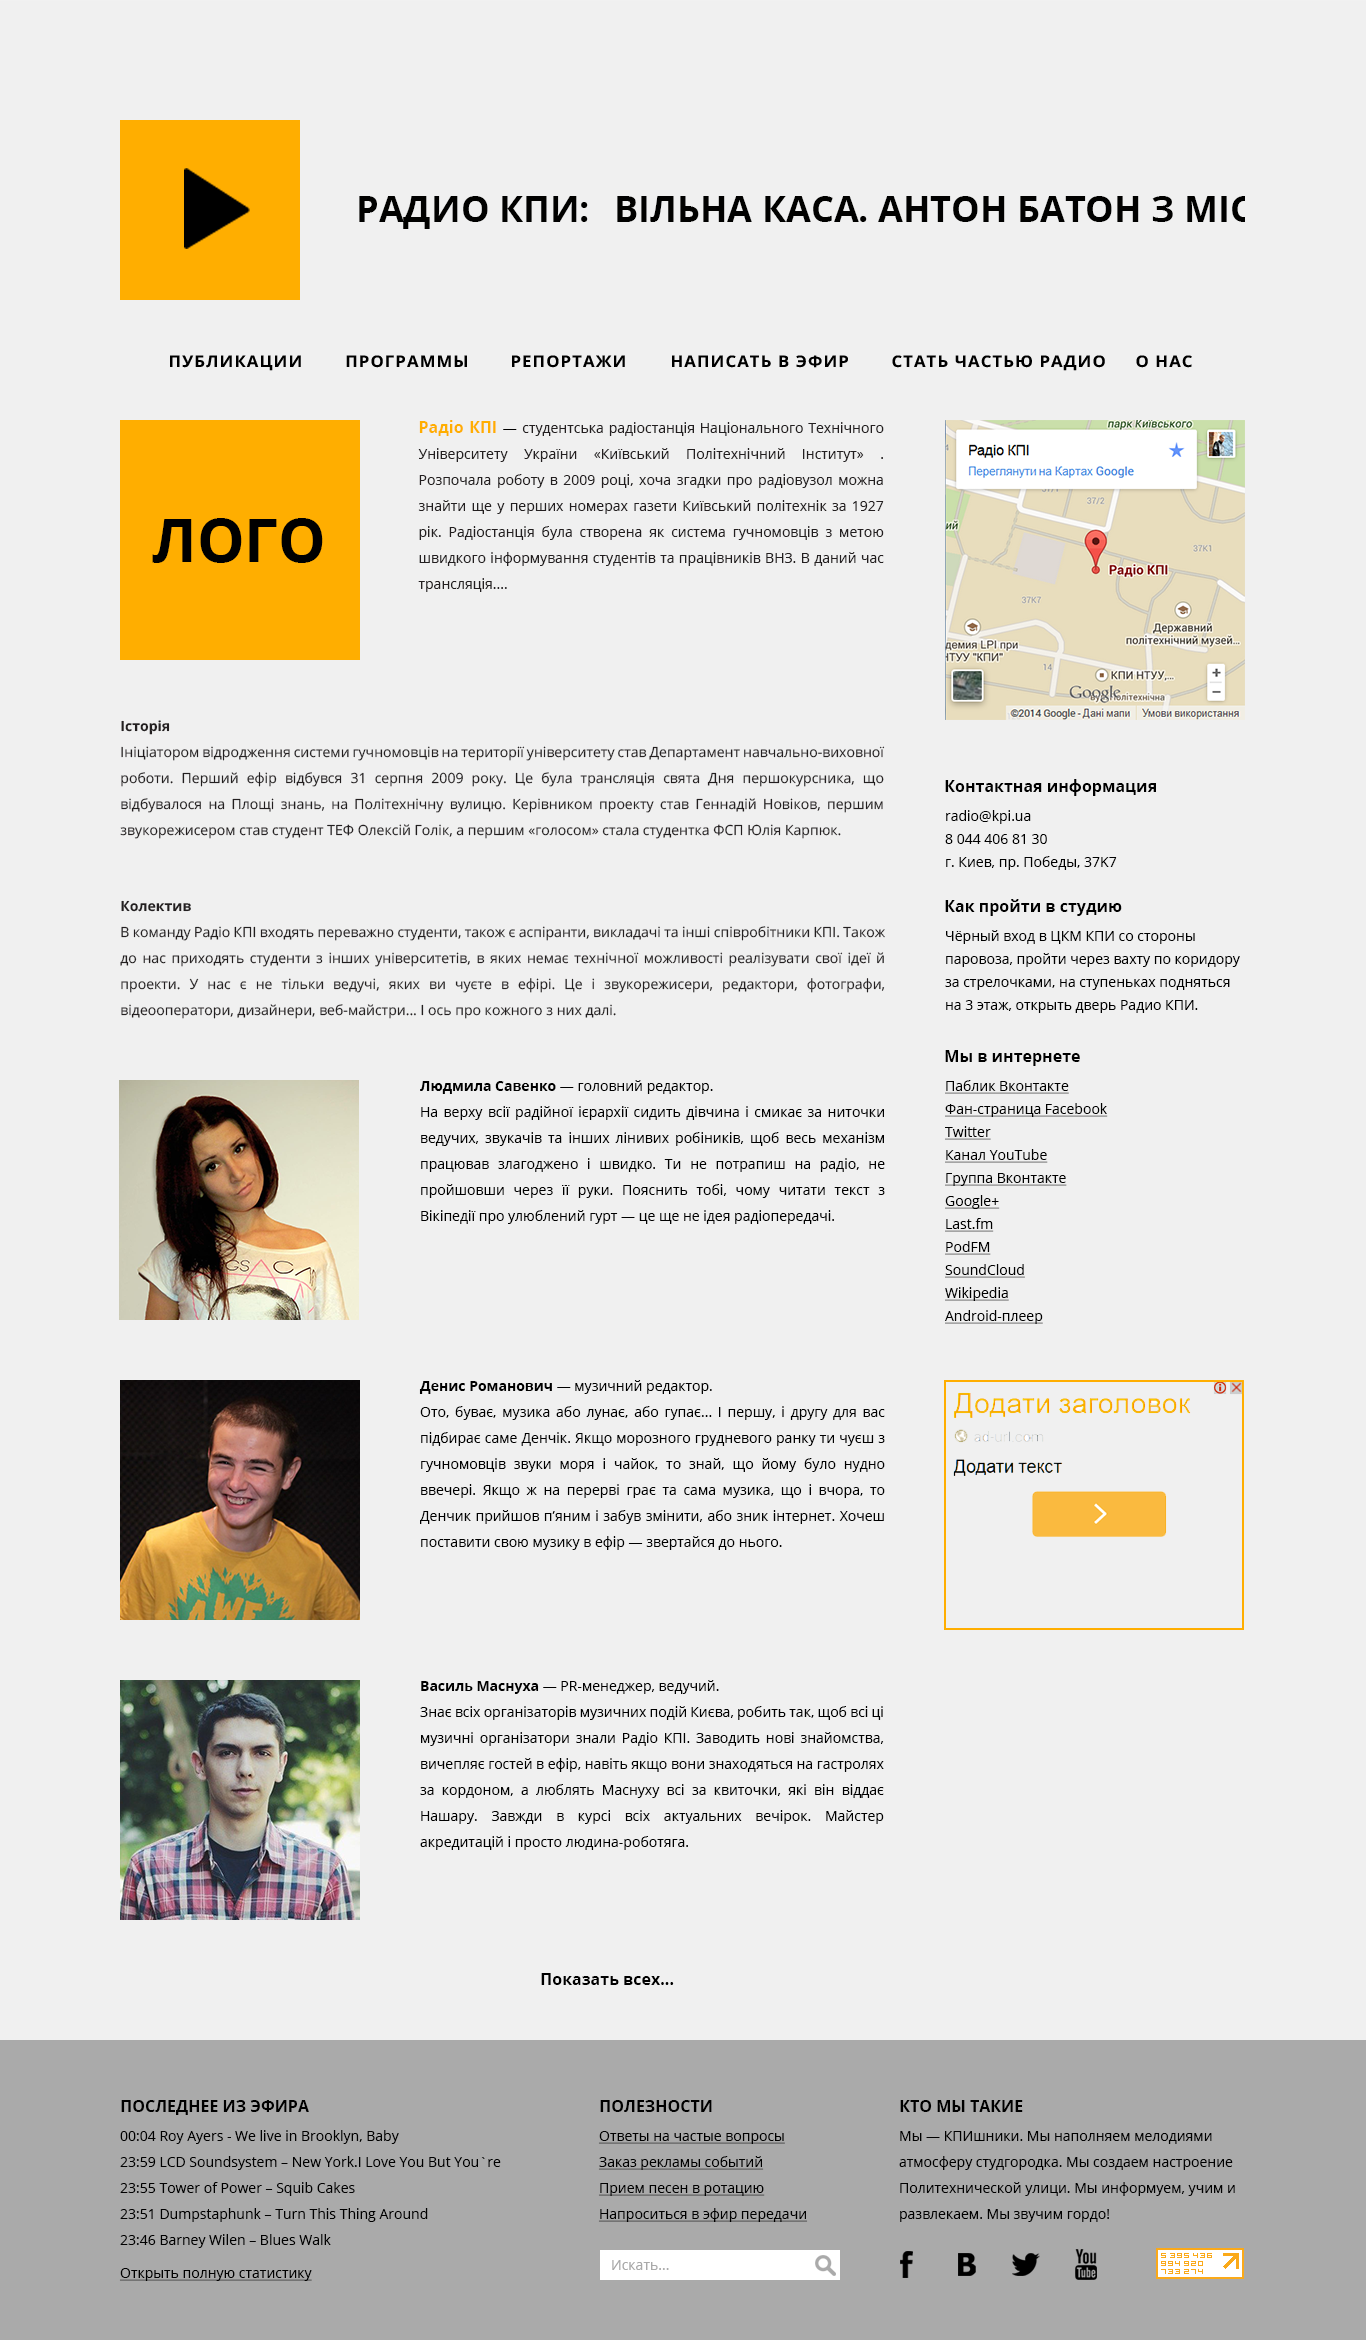 РАДИО КПИ: ВІЛЬНА КАСА. АНТОН БАТОН З МІС
ПУБЛИКАЦИИ ПРОГРАММЫ РЕПОРТАЖИ НАПИСАТЬ В ЭФИР СТАТЬ ЧАСТЬЮ РАДИО О НАС
ЛОГО
Радіо КПІ — студентська радіостанція Національного Технічного
Університету України «Київський Політехнічний Інститут» .
Розпочала роботу в 2009 році, хоча згадки про радіовузол можна
знайти ще у перших номерах газети Київський політехнік за 1927
рік. Радіостанція була створена як система гучномовців з метою
швидкого інформування студентів та працівників ВНЗ. В даний час
трансляція....
Історія
Ініціатором відродження системи гучномовців на території університету став Департамент навчально-виховної
роботи. Перший ефір відбувся 31 серпня 2009 року. Це була трансляція свята Дня першокурсника, що
відбувалося на Площі знань, на Політехнічну вулицю. Керівником проекту став Геннадій Новіков, першим
звукорежисером став студент ТЕФ Олексій Голік, а першим «голосом» стала студентка ФСП Юлія Карпюк.
Колектив
В команду Радіо КПІ входять переважно студенти, також є аспіранти, викладачі та інші співробітники КПІ. Також
до нас приходять студенти з інших університетів, в яких немає технічної можливості реалізувати свої ідеї й
проекти. У нас є не тільки ведучі, яких ви чуєте в ефірі. Це і звукорежисери, редактори, фотографи,
відеооператори, дизайнери, веб-майстри... І ось про кожного з них далі.
Людмила Савенко — головний редактор.
На верху всії радійної ієрархії сидить дівчина і смикає за ниточки
ведучих, звукачів та інших лінивих робіників, щоб весь механізм
працював злагоджено і швидко. Ти не потрапиш на радіо, не
пройшовши через її руки. Пояснить тобі, чому читати текст з
Вікіпедії про улюблений гурт — це ще не ідея радіопередачі.
Денис Романович — музичний редактор.
Ото, буває, музика або лунає, або гупає... І першу, і другу для вас
підбирає саме Денчік. Якщо морозного грудневого ранку ти чуєш з
гучномовців звуки моря і чайок, то знай, що йому було нудно
ввечері. Якщо ж на перерві грає та сама музика, що і вчора, то
Денчик прийшов п’яним і забув змінити, або зник інтернет. Хочеш
поставити свою музику в ефір — звертайся до нього.
Василь Маснуха — PR-менеджер, ведучий.
Знає всіх організаторів музичних подій Києва, робить так, щоб всі ці
музичні організатори знали Радіо КПІ. Заводить нові знайомства,
вичепляє гостей в ефір, навіть якщо вони знаходяться на гастролях
за кордоном, а люблять Маснуху всі за квиточки, які він віддає
Нашару. Завжди в курсі всіх актуальних вечірок. Майстер
акредитацій і просто людина-роботяга.
Показать всех...
парк Київського
Радіо КПІ
Переглянути на Картах Google
37/1
37/2
ий
37К1
Радіо КПІ
37К7
Державний
політехнічний музей...
демия LPI при
НТУУ "КПИ"
14
КПИ НТУУ,...
Google
політехнічна
+
−
©2014 Google - Дані мапи Умови використання
Контактная информация
radio@kpi.ua
8 044 406 81 30
г. Киев, пр. Победы, 37К7
Как пройти в студию
Чёрный вход в ЦКМ КПИ со стороны
паровоза, пройти через вахту по коридору
за стрелочками, на ступеньках подняться
на 3 этаж, открыть дверь Радио КПИ.
Мы в интернете
Паблик Вконтакте
Фан-страница Facebook
Twitter
Канал YouTube
Группа Вконтакте
Google+
Last.fm
PodFM
SoundCloud
Wikipedia
Android-плеер
Додати заголовок
ad-url.com
Додати текст
ПОСЛЕДНЕЕ ИЗ ЭФИРА
00:04 Roy Ayers - We live in Brooklyn, Baby
23:59 LCD Soundsystem – New York.I Love You But You`re
23:55 Tower of Power – Squib Cakes
23:51 Dumpstaphunk – Turn This Thing Around
23:46 Barney Wilen – Blues Walk
Открыть полную статистику
ПОЛЕЗНОСТИ
Ответы на частые вопросы
Заказ рекламы событий
Прием песен в ротацию
Напроситься в эфир передачи
Искать...
КТО МЫ ТАКИЕ
Мы — КПИшники. Мы наполняем мелодиями
атмосферу студгородка. Мы создаем настроение
Политехнической улици. Мы информуем, учим и
развлекаем. Мы звучим гордо!
f B You Tube
5 395 436
994 920
733 274